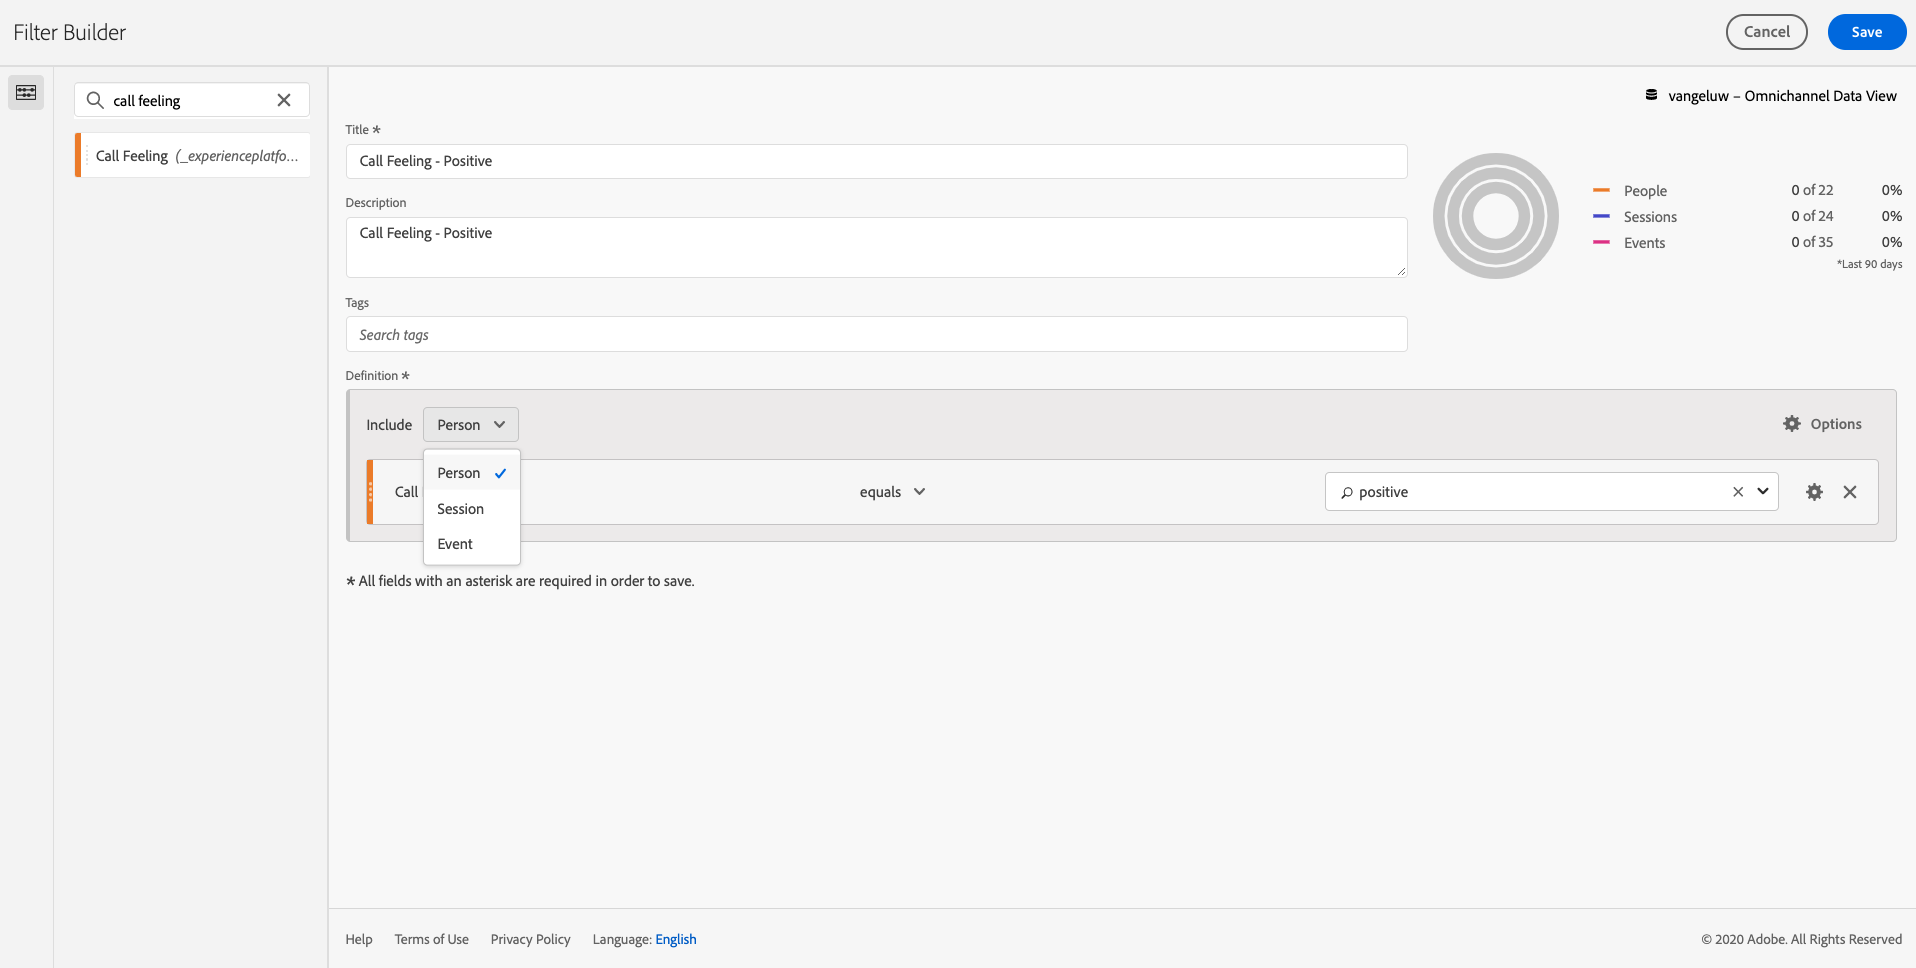 Filter Builder
Cancel
Save
call feeling
Call Feeling (_experienceplatfo...
vangeluw – Omnichannel Data View
Title *
Call Feeling - Positive
Description
Call Feeling - Positive
Tags
Search tags
People 0 of 22 0%
Sessions 0 of 24 0%
Events 0 of 35 0%
*Last 90 days
Definition *
Include Person
Options
Person
Session
Event
Call
equals
positive
* All fields with an asterisk are required in order to save.
Help Terms of Use Privacy Policy Language: English
© 2020 Adobe. All Rights Reserved